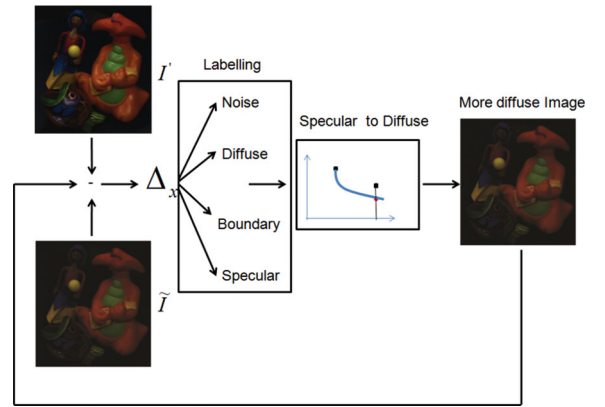 I'
Labelling
Noise
Diffuse
Boundary
Specular
-
Δx
Ĩ
Specular to Diffuse
More diffuse Image